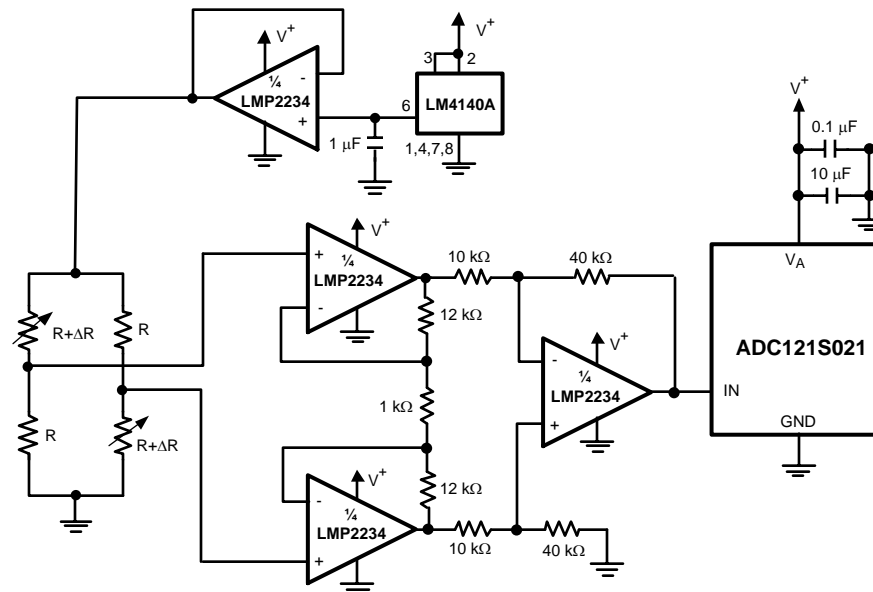 V+
3
2
V+
¼
LMP2234
-
+
6
LM4140A
1 µF
1,4,7,8
V+
0.1 µF
10 µF
V+
+
¼
LMP2234
-
10 kΩ
40 kΩ
12 kΩ
VA
R+ΔR
R
V+
-
¼
LMP2234
+
ADC121S021
IN
1 kΩ
R
R+ΔR
GND
V+
-
¼
LMP2234
+
12 kΩ
10 kΩ
40 kΩ